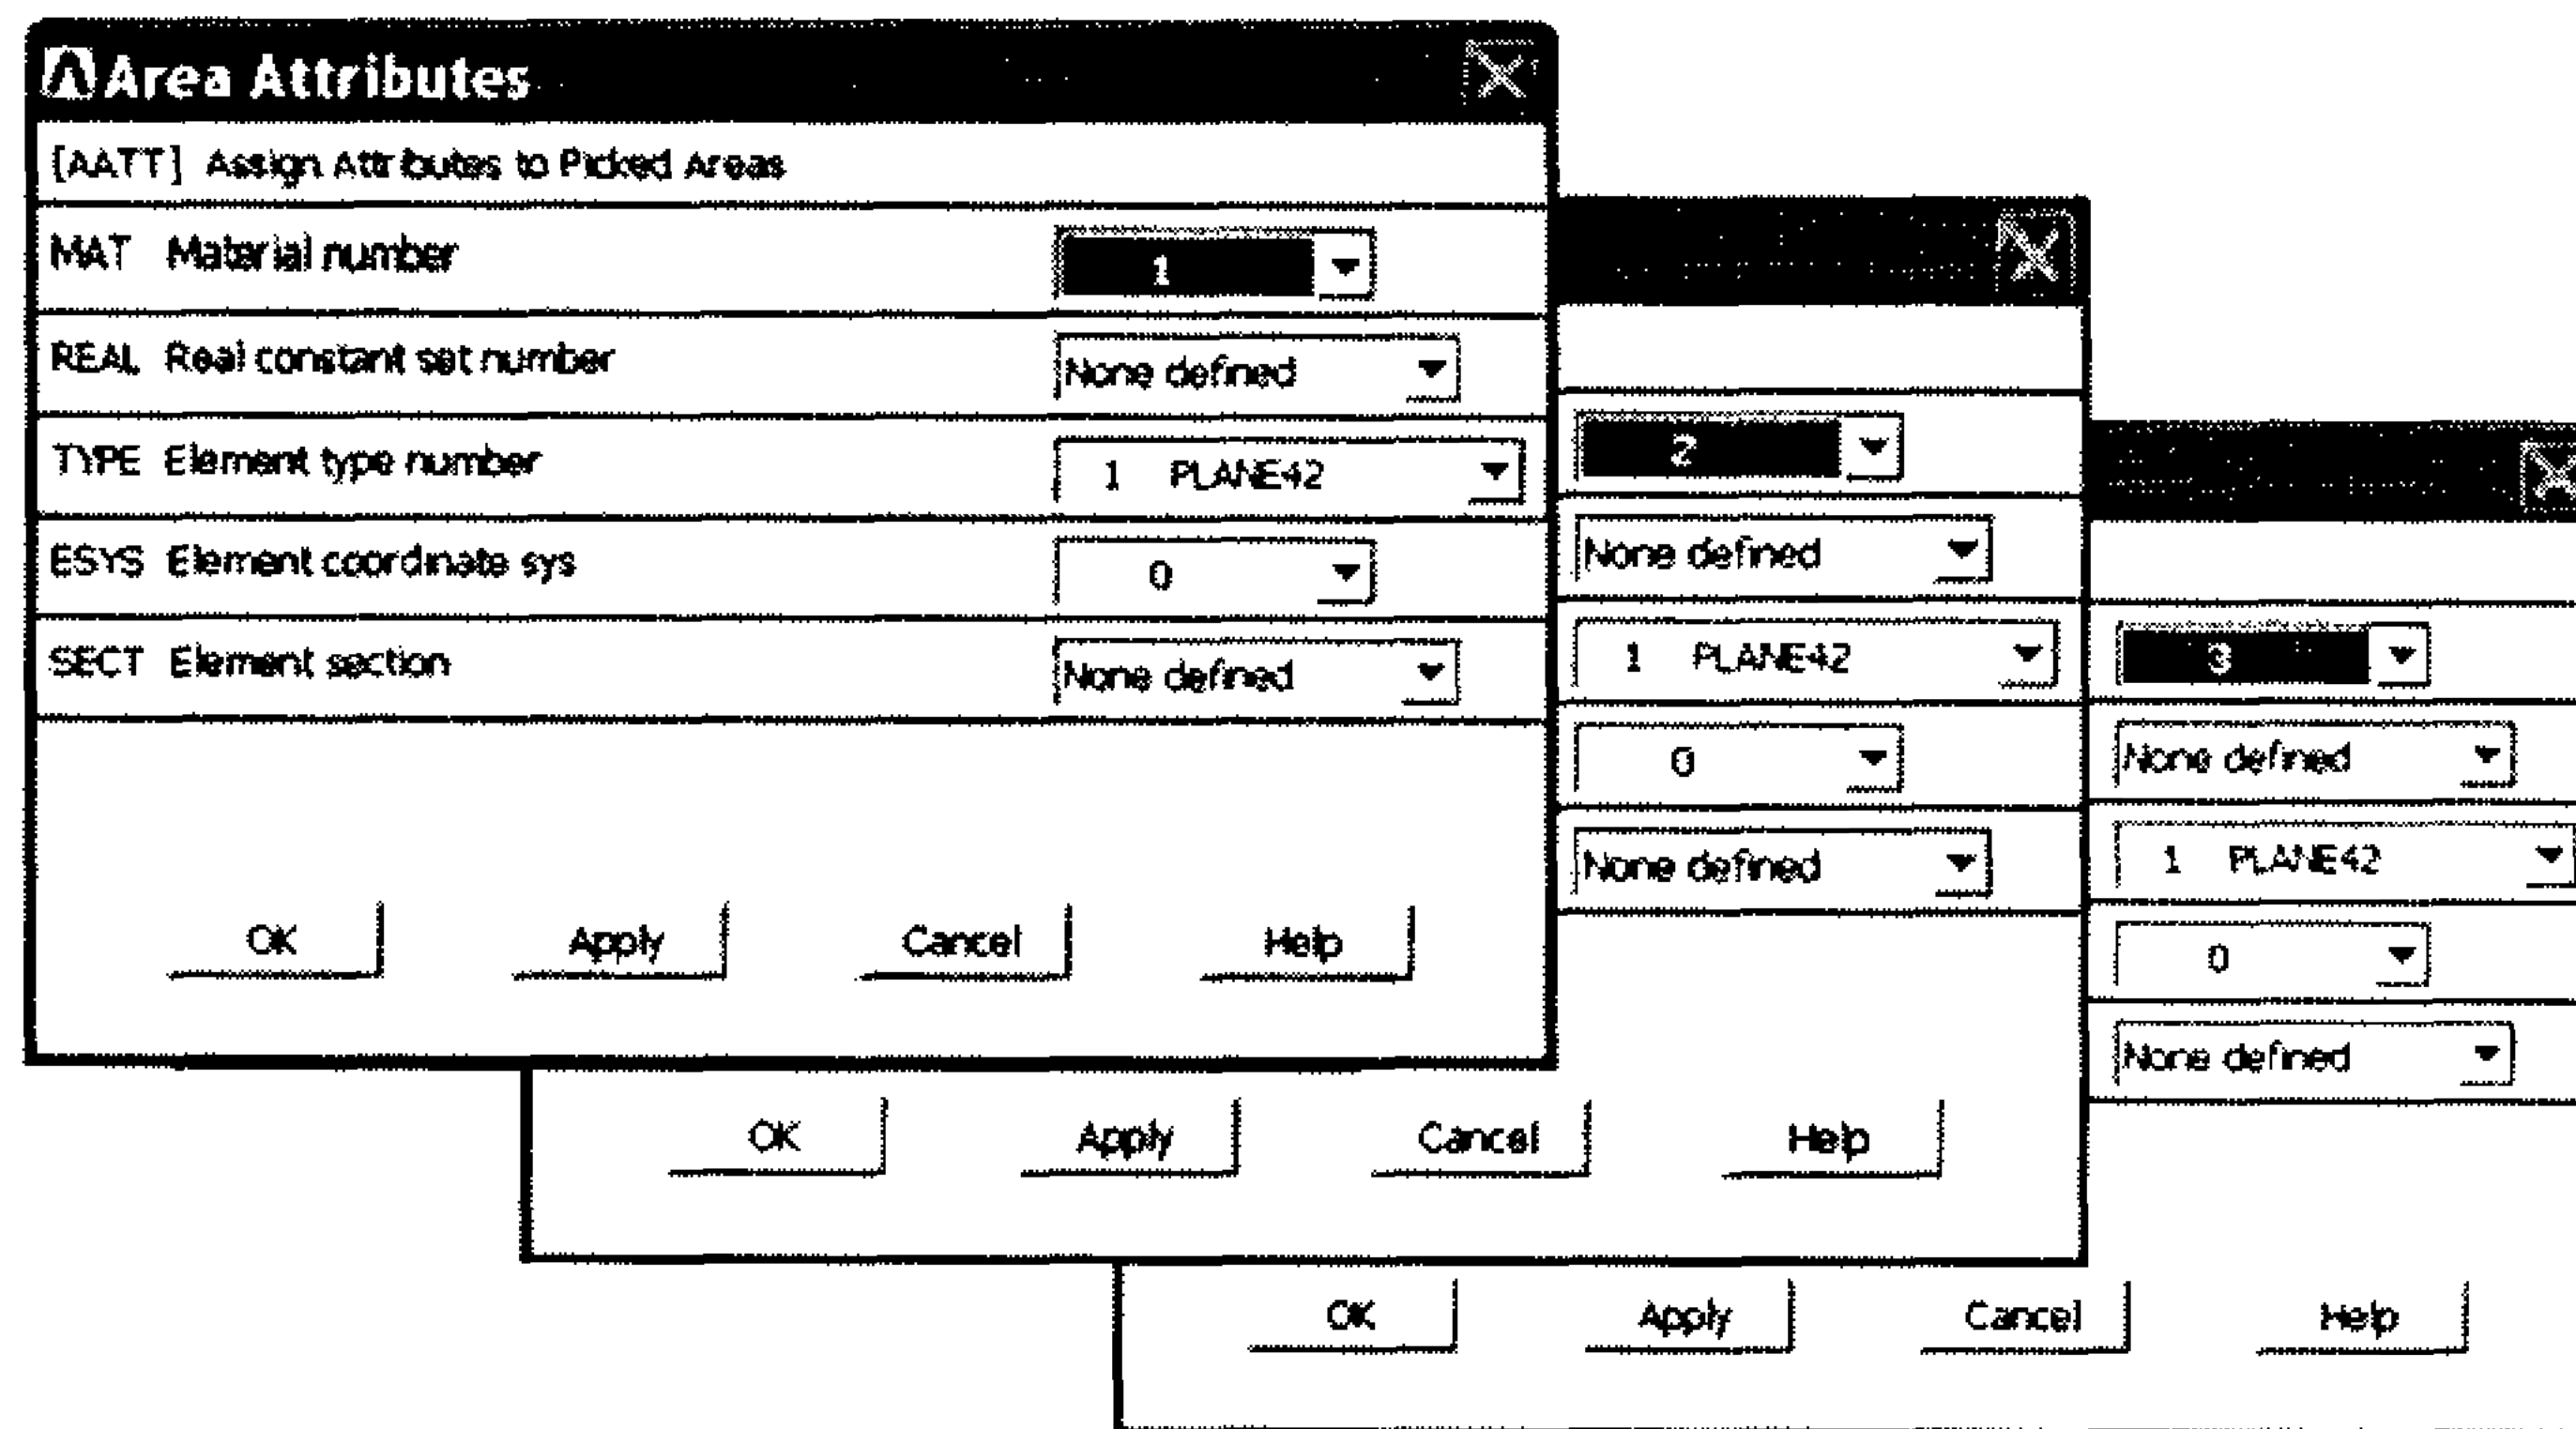 Area Attributes
[AATT] Assign Attributes to Picked Areas
MAT Material number 1
REAL Real constant set number None defined
TYPE Element type number 1 PLANE42
ESYS Element coordinate sys 0
SECT Element section None defined
OK Apply Cancel Help
2
None defined
1 PLANE42
0
None defined
OK Apply Cancel Help
3
None defined
1 PLANE42
0
None defined
OK Apply Cancel Help